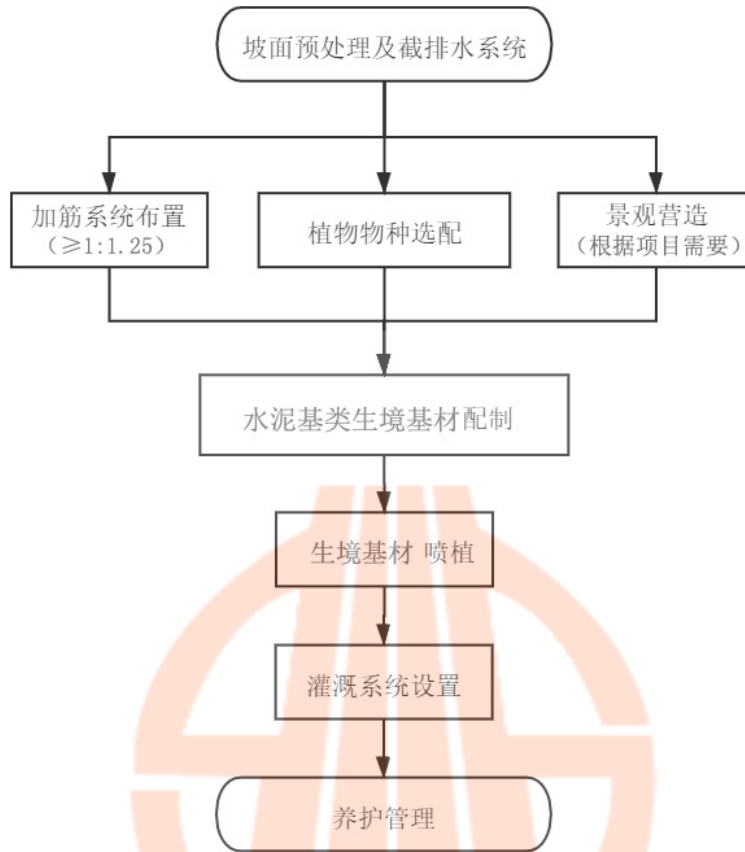 坡面预处理及截排水系统
加筋系统布置
（≥1:1.25）
植物物种选配
景观营造
（根据项目需要）
水泥基类生境基材配制
生境基材 喷植
灌溉系统设置
养护管理